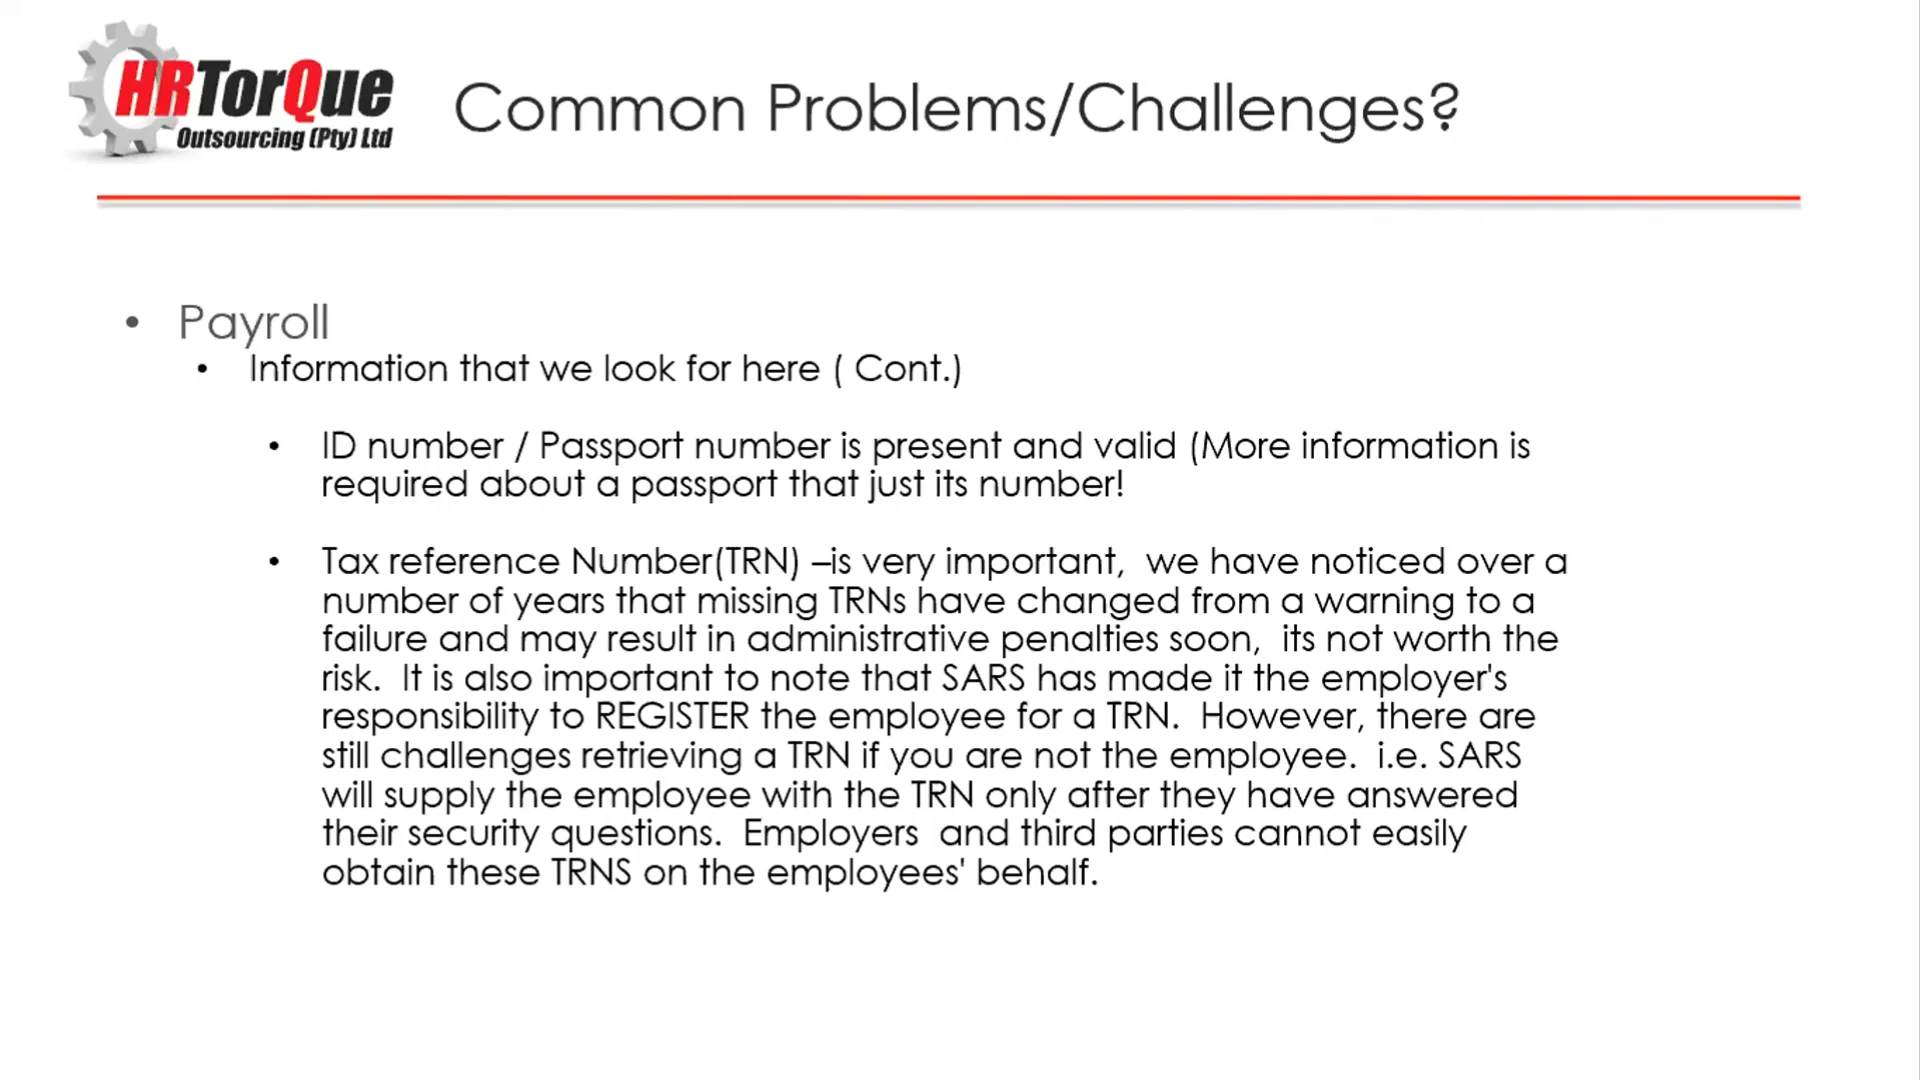 HRTorQue
Outsourcing (Pty) Ltd
Common Problems/Challenges?
• Payroll
• Information that we look for here ( Cont.)
• ID number / Passport number is present and valid (More information is
required about a passport that just its number!
• Tax reference Number(TRN) –is very important,  we have noticed over a
number of years that missing TRNs have changed from a warning to a
failure and may result in administrative penalties soon,  its not worth the
risk.  It is also important to note that SARS has made it the employer's
responsibility to REGISTER the employee for a TRN.  However, there are
still challenges retrieving a TRN if you are not the employee.  i.e. SARS
will supply the employee with the TRN only after they have answered
their security questions.  Employers  and third parties cannot easily
obtain these TRNS on the employees' behalf.